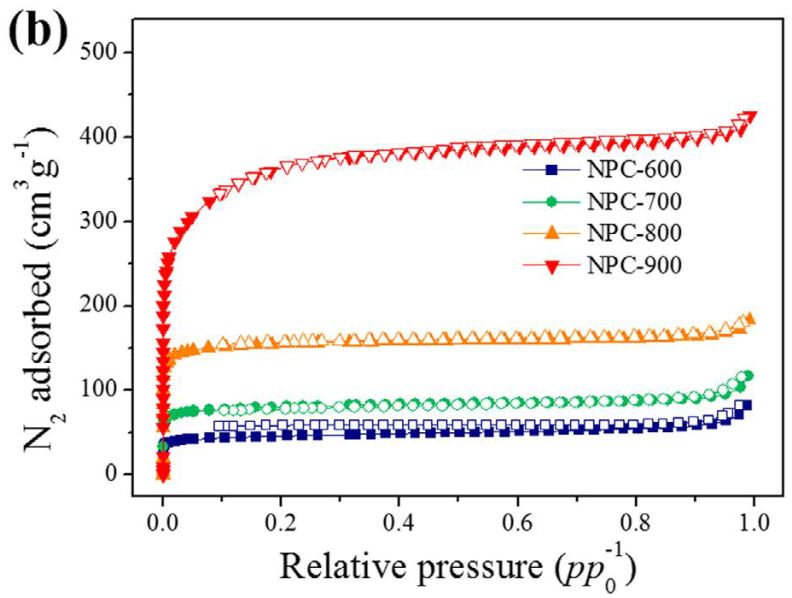 (b)
N₂ adsorbed (cm³g⁻¹)
500
400
300
200
100
0
NPC-600
NPC-700
NPC-800
NPC-900
0.0 0.2 0.4 0.6 0.8 1.0
Relative pressure (pp₀⁻¹)